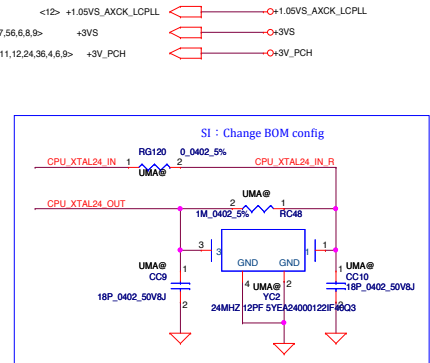 <12> +1.05VS_AXCK_LCPLL +1.05VS_AXCK_LCPLL
7,56,6,8,9> +3VS +3VS
11,12,24,36,4,6,9> +3V_PCH +3V_PCH
SI : Change BOM config
RG120 0_0402_5%
CPU_XTAL24_IN 1 2 CPU_XTAL24_IN_R
UMA@
CPU_XTAL24_OUT
UMA@
2 1
1M_0402_5% RC48
3 3 1 1
GND GND
UMA@ 1
CC9
18P_0402_50V8J
2
4 2
UMA@
YC2
24MHZ 12PF 5YEA24000122IF40Q3
1 UMA@
CC10
18P_0402_50V8J
2